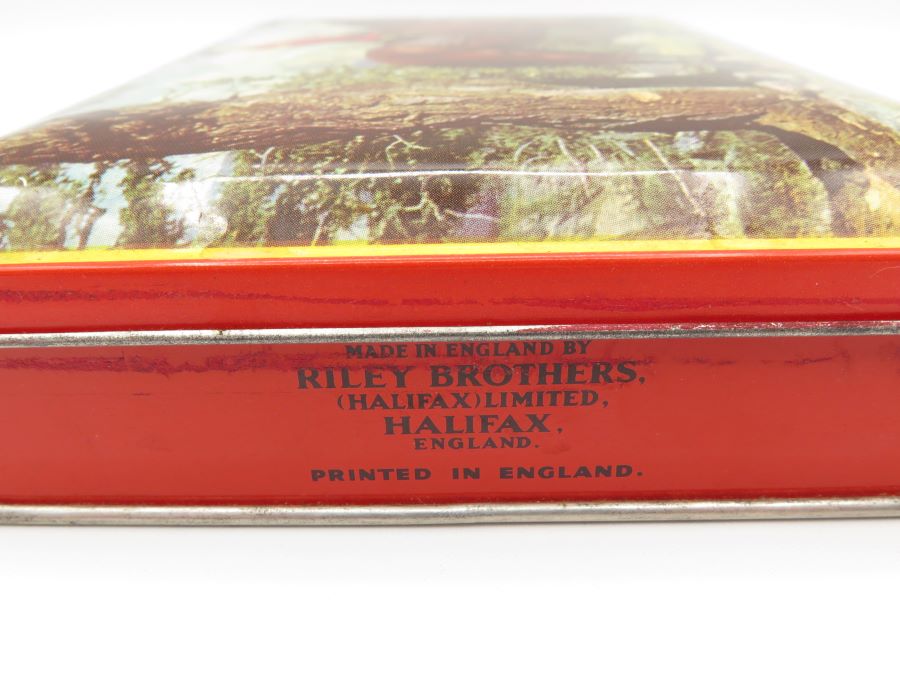 MADE IN ENGLAND BY
RILEY BROTHERS,
(HALIFAX) LIMITED,
HALIFAX,
ENGLAND.
PRINTED IN ENGLAND.